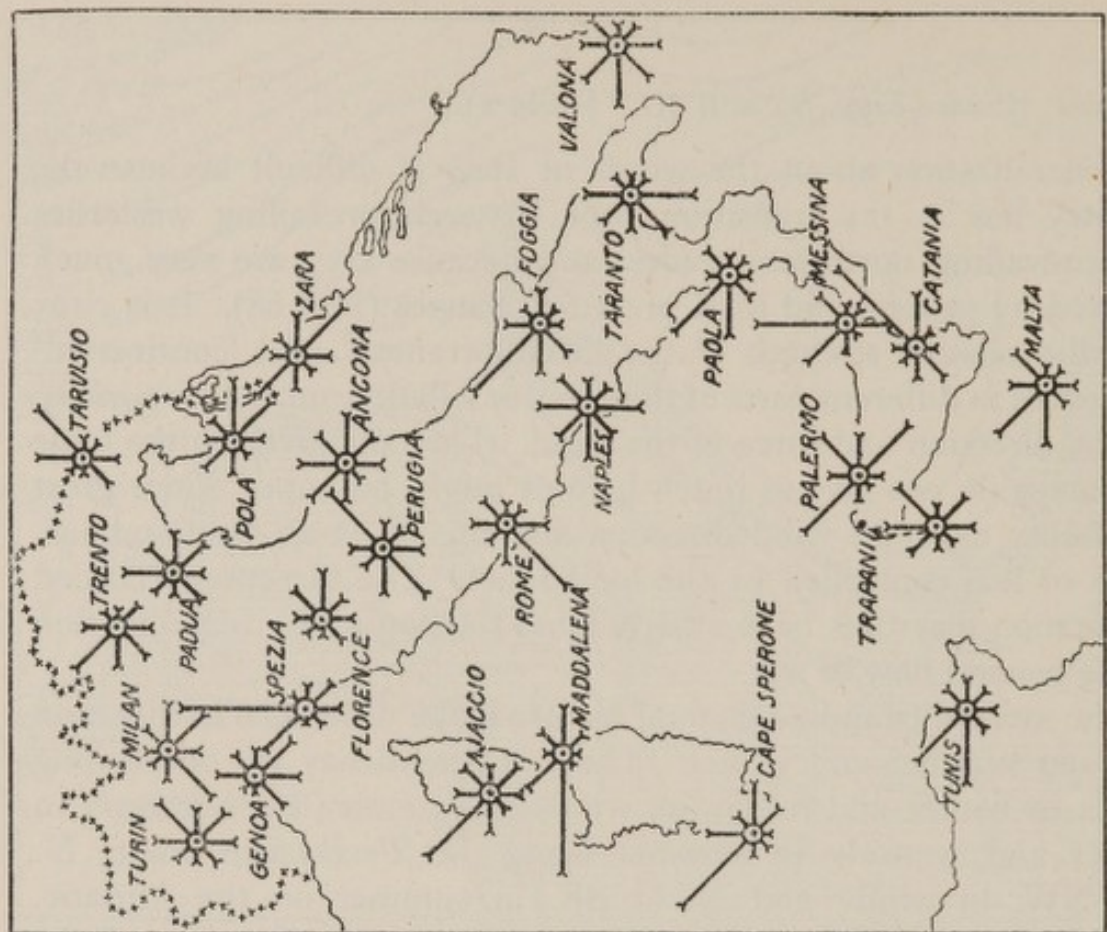 VALONA
TARANTO
FOGGIA
MESSINA
CATANIA
PAOLA
MALTA
ZARA
TARVISIO
ANCONA
POLA
PERUGIA
NAPLES
PALERMO
TRENTO
PADUA
ROME
TRAPANI
MILAN
SPEZIA
FLORENCE
AJACCIO
MADDALENA
CAPE SPERONE
TURIN
GENOA
TUNIS